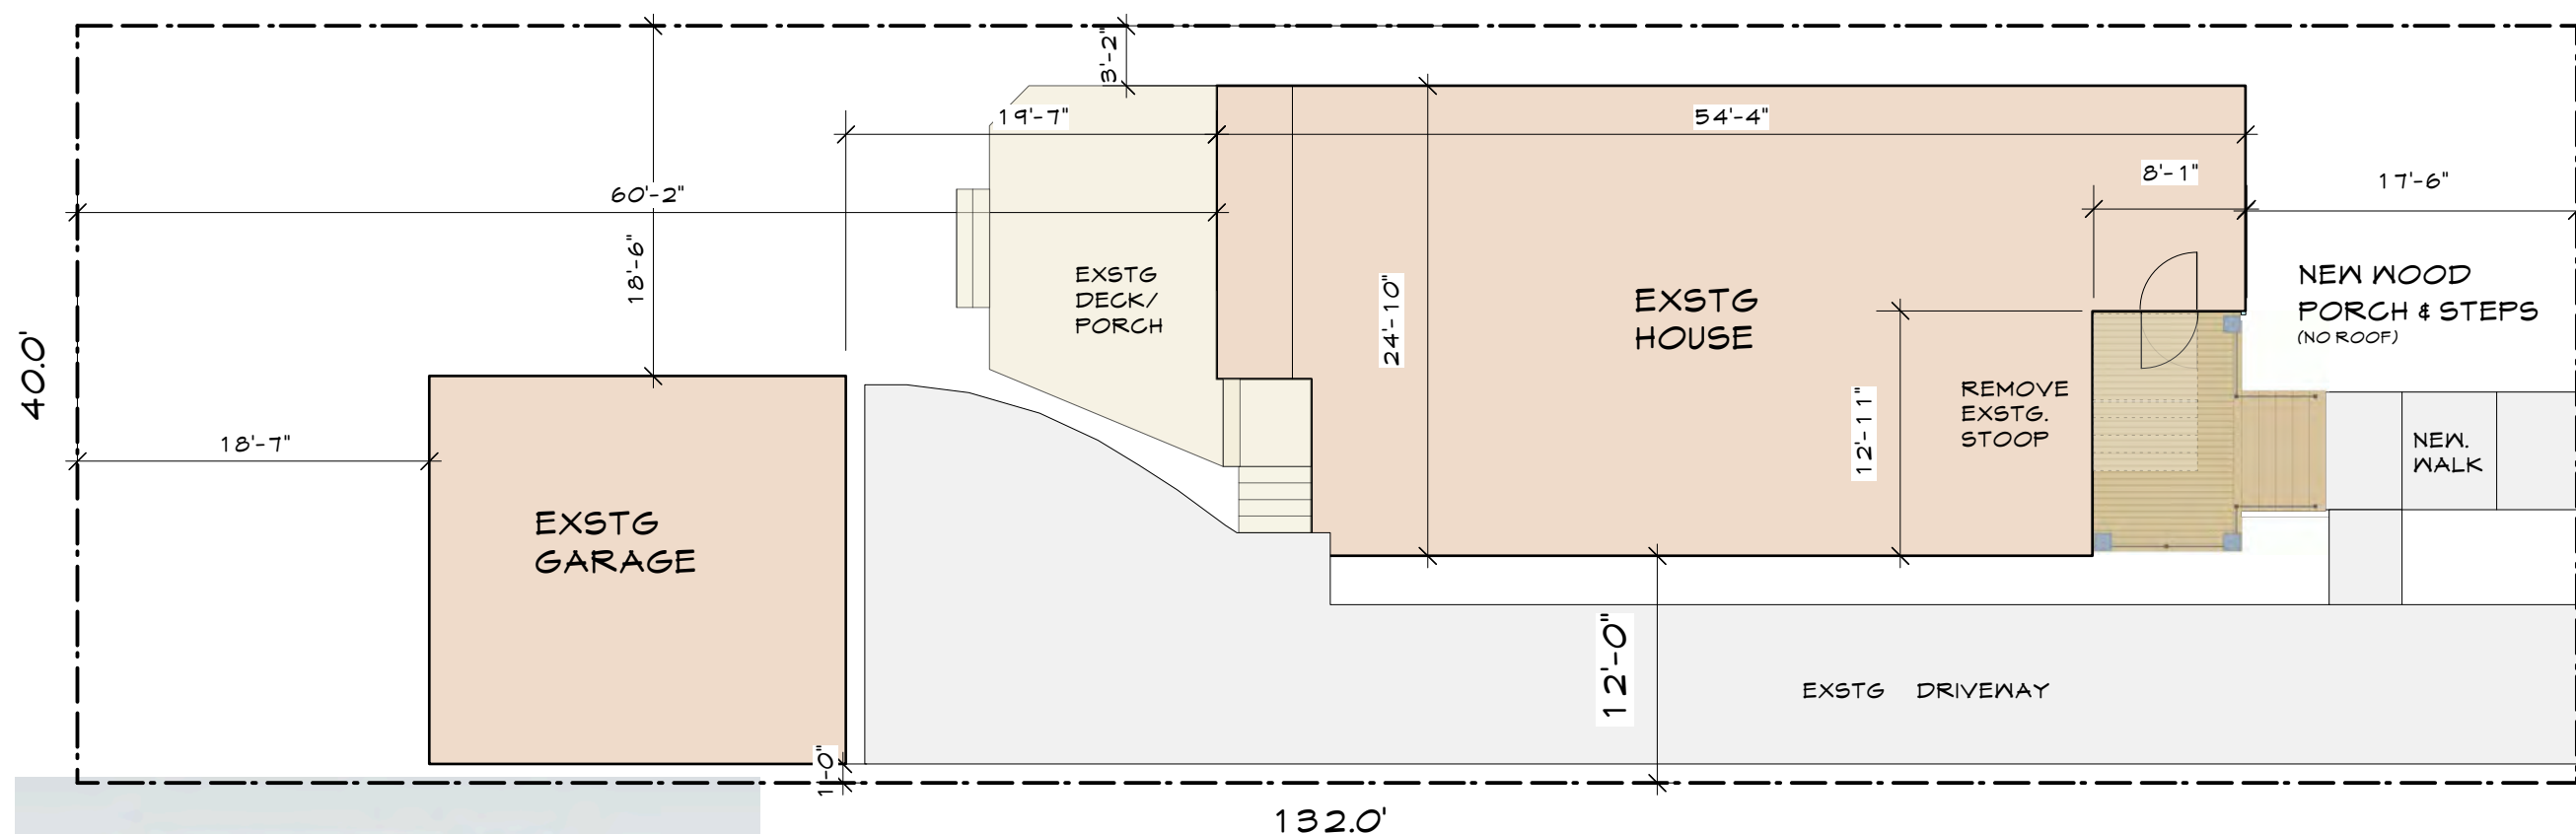 3'-2"
19'-7"
54'-4"
8'-1"
17'-6"
60'-2"
18'-6"
EXSTG
DECK/
PORCH
24'-10"
EXSTG
HOUSE
NEW WOOD
PORCH & STEPS
(NO ROOF)
40.0'
12'-11"
REMOVE
EXSTG.
STOOP
18'-7"
NEW.
WALK
EXSTG
GARAGE
12'-0"
EXSTG DRIVEWAY
1'-0"
132.0'